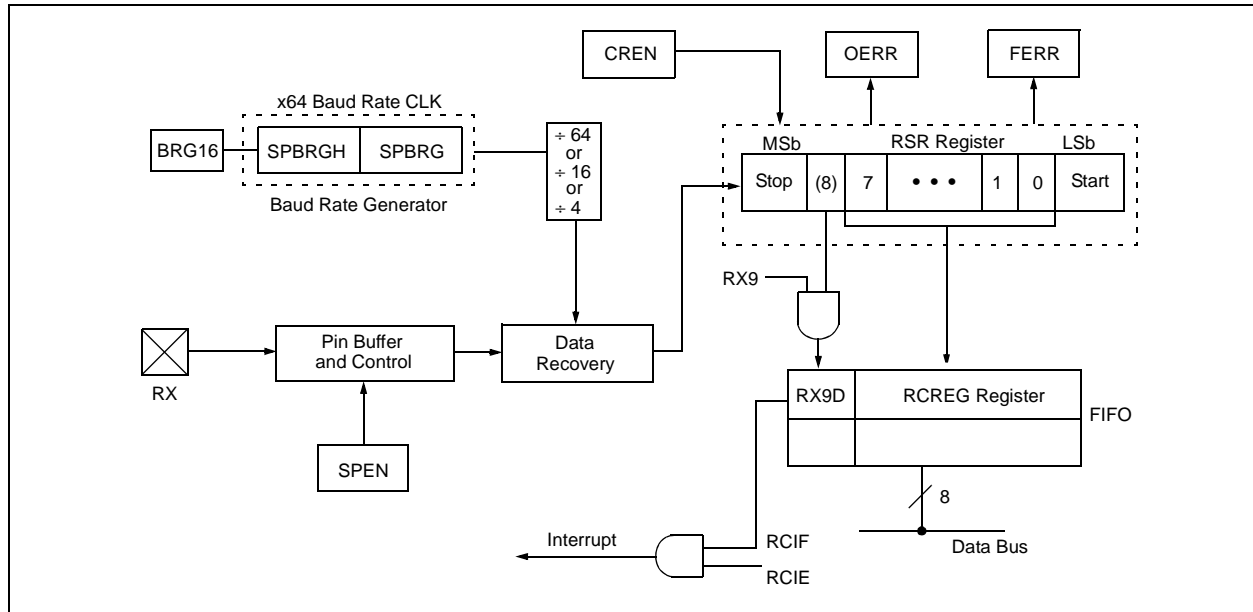 CREN
OERR
FERR
x64 Baud Rate CLK
BRG16
SPBRGH
SPBRG
Baud Rate Generator
÷ 64
or
÷ 16
or
÷ 4
MSb
RSR Register
LSb
Stop
(8)
7
• • •
1
0
Start
RX9
RX
Pin Buffer
and Control
Data
Recovery
SPEN
RX9D
RCREG Register
FIFO
8
Data Bus
Interrupt
RCIF
RCIE